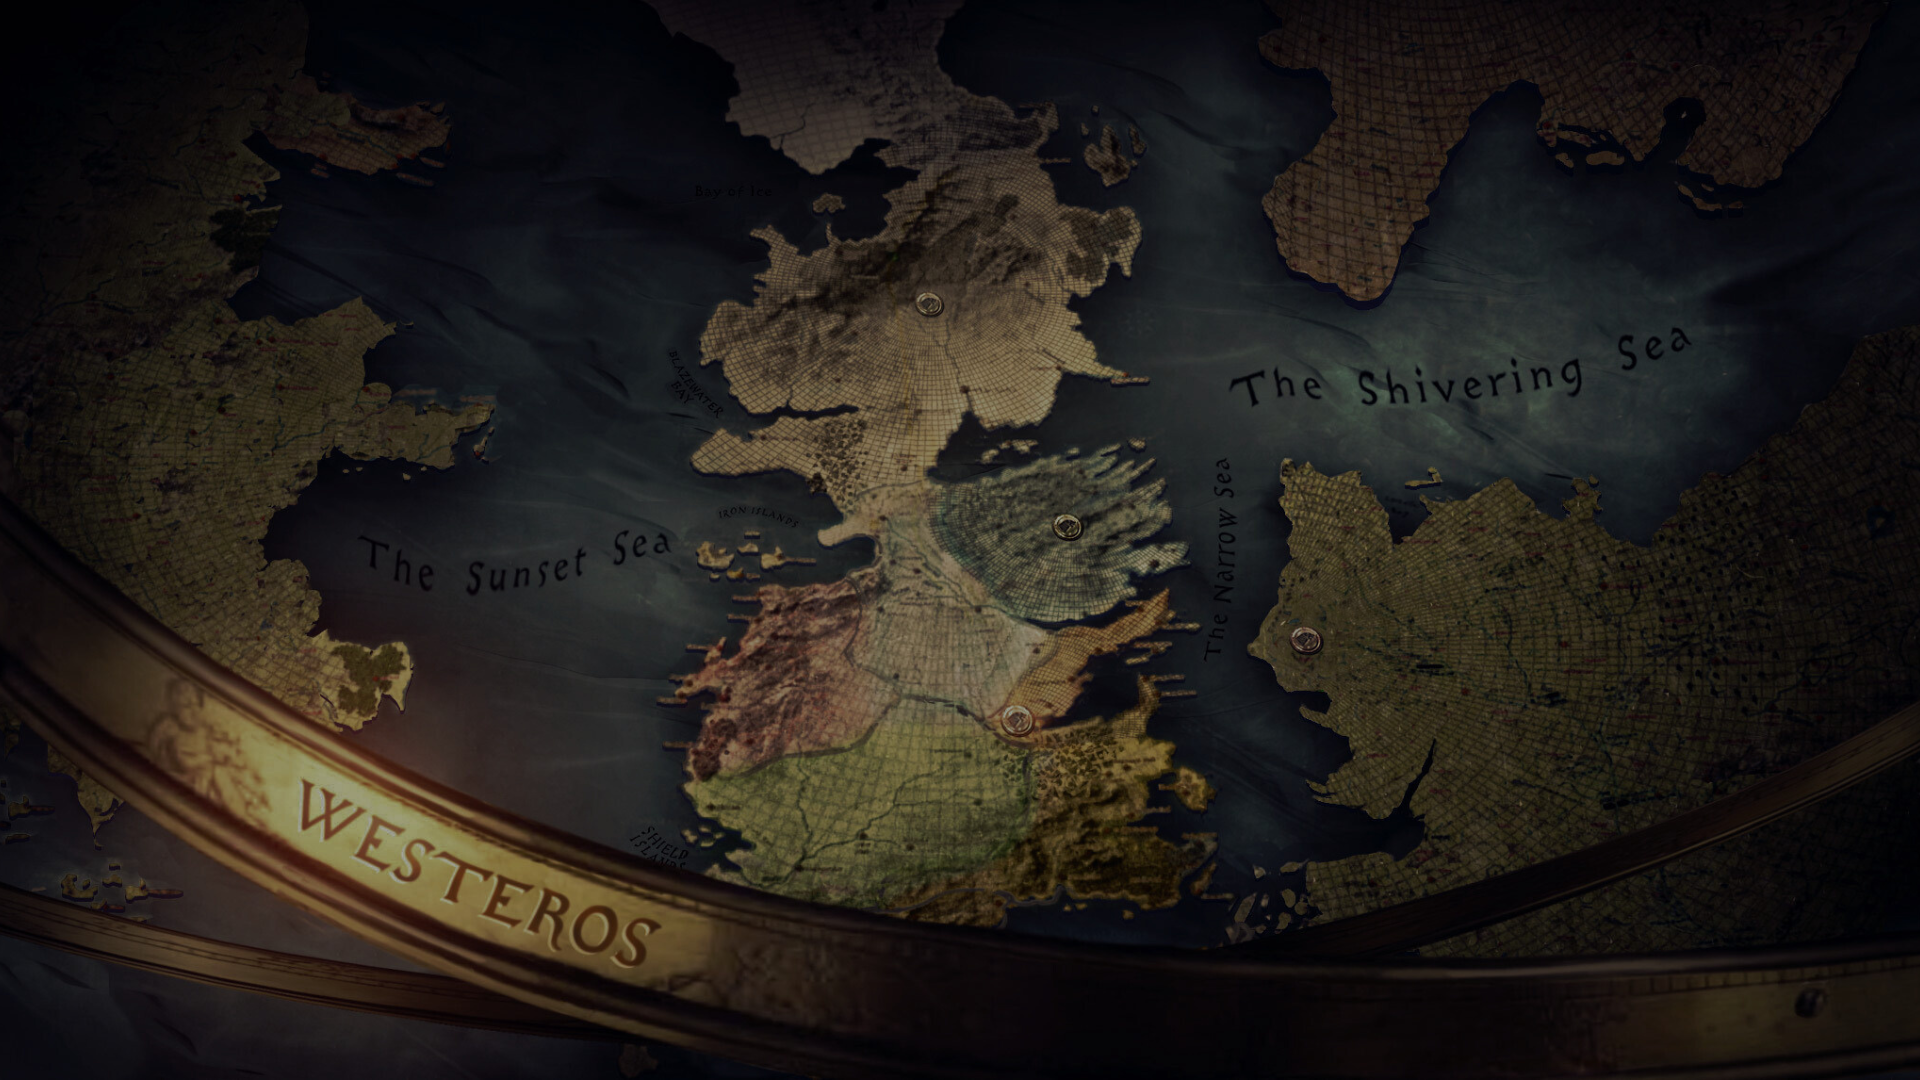 Bay of Ice
The Shivering Sea
BLAZEWATER
BAY
The Narrow Sea
IRON ISLANDS
The Sunset Sea
SHIELD
ISLANDS
WESTEROS